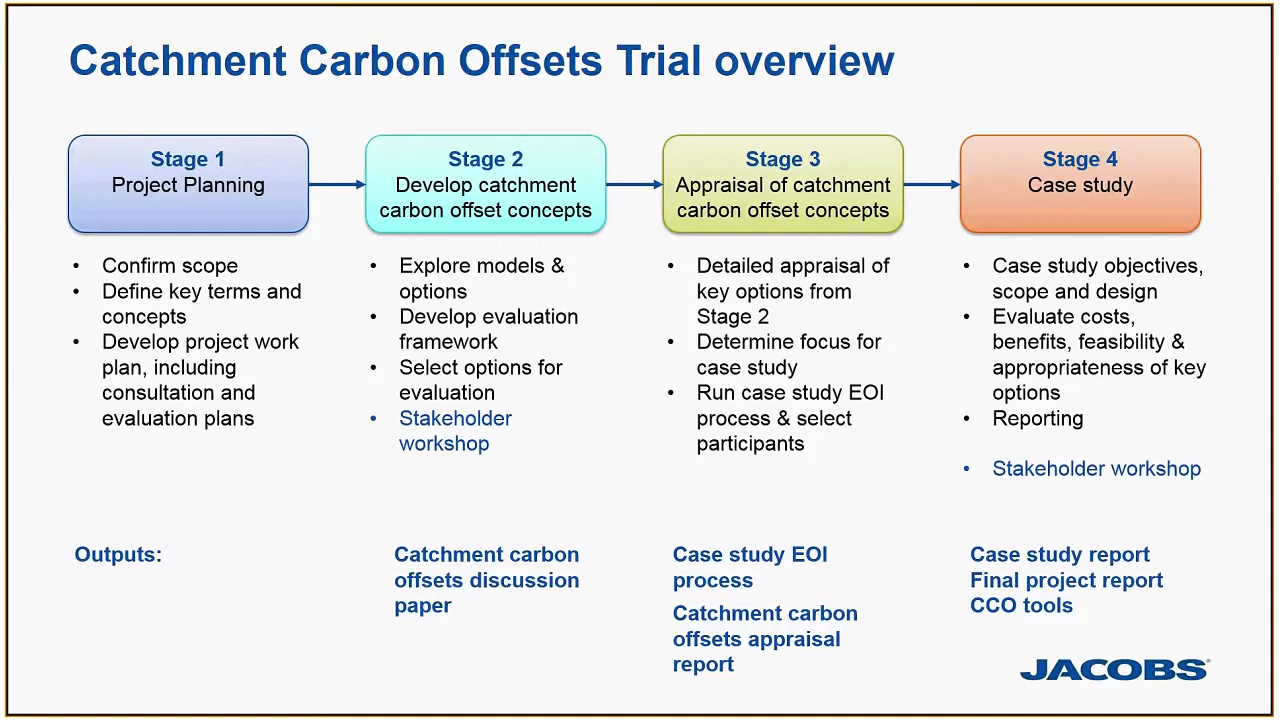 Catchment Carbon Offsets Trial overview
Stage 1
Project Planning
Stage 2
Develop catchment
carbon offset concepts
Stage 3
Appraisal of catchment
carbon offset concepts
Stage 4
Case study
• Confirm scope
• Define key terms and
concepts
• Develop project work
plan, including
consultation and
evaluation plans
• Explore models &
options
• Develop evaluation
framework
• Select options for
evaluation
• Stakeholder
workshop
• Detailed appraisal of
key options from
Stage 2
• Determine focus for
case study
• Run case study EOI
process & select
participants
• Case study objectives,
scope and design
• Evaluate costs,
benefits, feasibility &
appropriateness of key
options
• Reporting
• Stakeholder workshop
Outputs:
Catchment carbon
offsets discussion
paper
Case study EOI
process
Catchment carbon
offsets appraisal
report
Case study report
Final project report
CCO tools
JACOBS